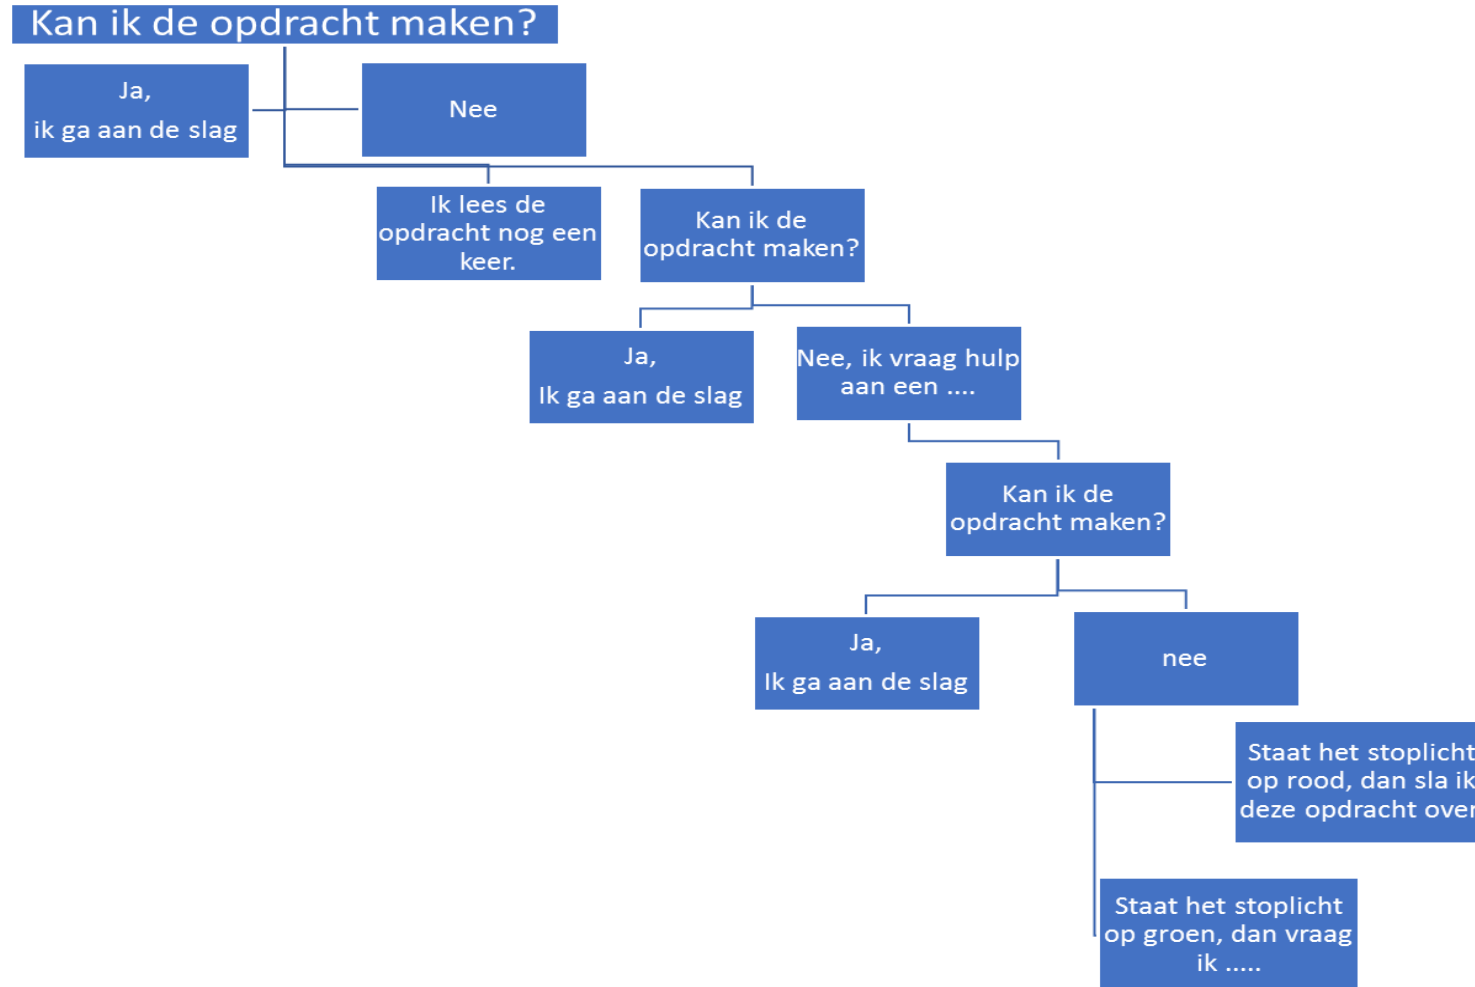 Kan ik de opdracht maken?
Ja,
ik ga aan de slag
Nee
Ik lees de
opdracht nog een
keer.
Kan ik de
opdracht maken?
Ja,
Ik ga aan de slag
Nee, ik vraag hulp
aan een ....
Kan ik de
opdracht maken?
Ja,
Ik ga aan de slag
nee
Staat het stoplicht
op rood, dan sla ik
deze opdracht over
Staat het stoplicht
op groen, dan vraag
ik .....